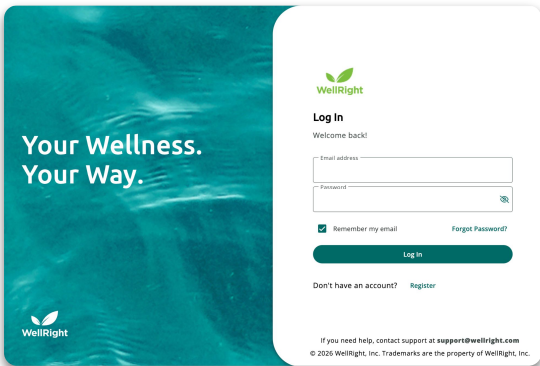 Your Wellness.
Your Way.
WellRight
WellRight
Log In
Welcome back!
Email address
Password
Remember my email
Forgot Password?
Log In
Don't have an account? Register
If you need help, contact support at support@wellright.com
© 2026 WellRight, Inc. Trademarks are the property of WellRight, Inc.